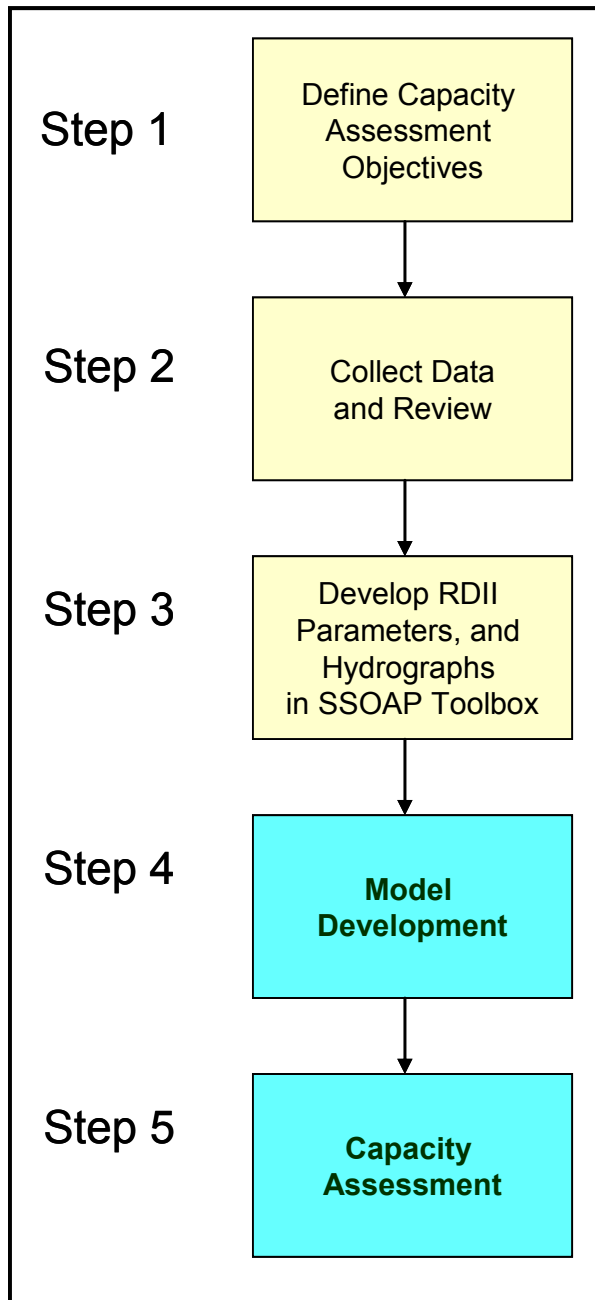 Step 1
Define Capacity
Assessment
Objectives
Step 2
Collect Data
and Review
Step 3
Develop RDII
Parameters, and
Hydrographs
in SSOAP Toolbox
Step 4
Model
Development
Step 5
Capacity
Assessment